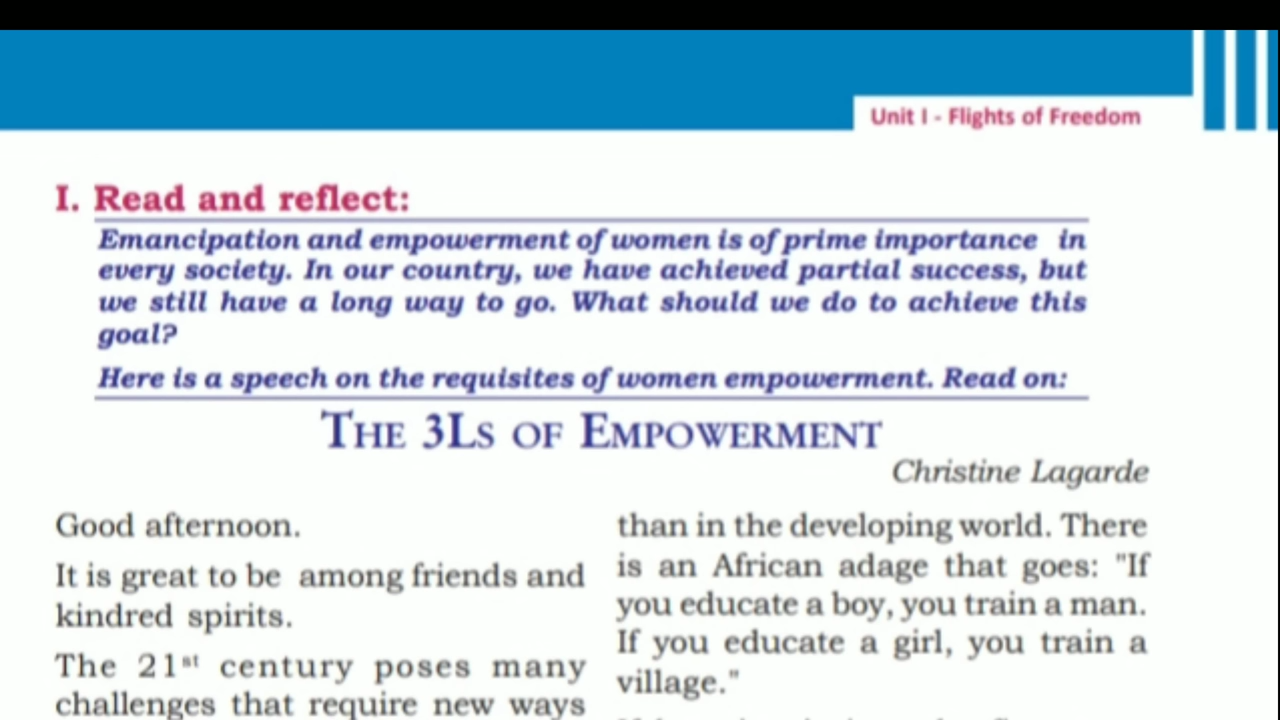 Unit I - Flights of Freedom
I. Read and reflect:
Emancipation and empowerment of women is of prime importance in
every society. In our country, we have achieved partial success, but
we still have a long way to go. What should we do to achieve this
goal?
Here is a speech on the requisites of women empowerment. Read on:
THE 3LS OF EMPOWERMENT
Christine Lagarde
Good afternoon.
It is great to be among friends and
kindred spirits.
The 21st century poses many
challenges that require new ways
than in the developing world. There
is an African adage that goes: "If
you educate a boy, you train a man.
If you educate a girl, you train a
village."